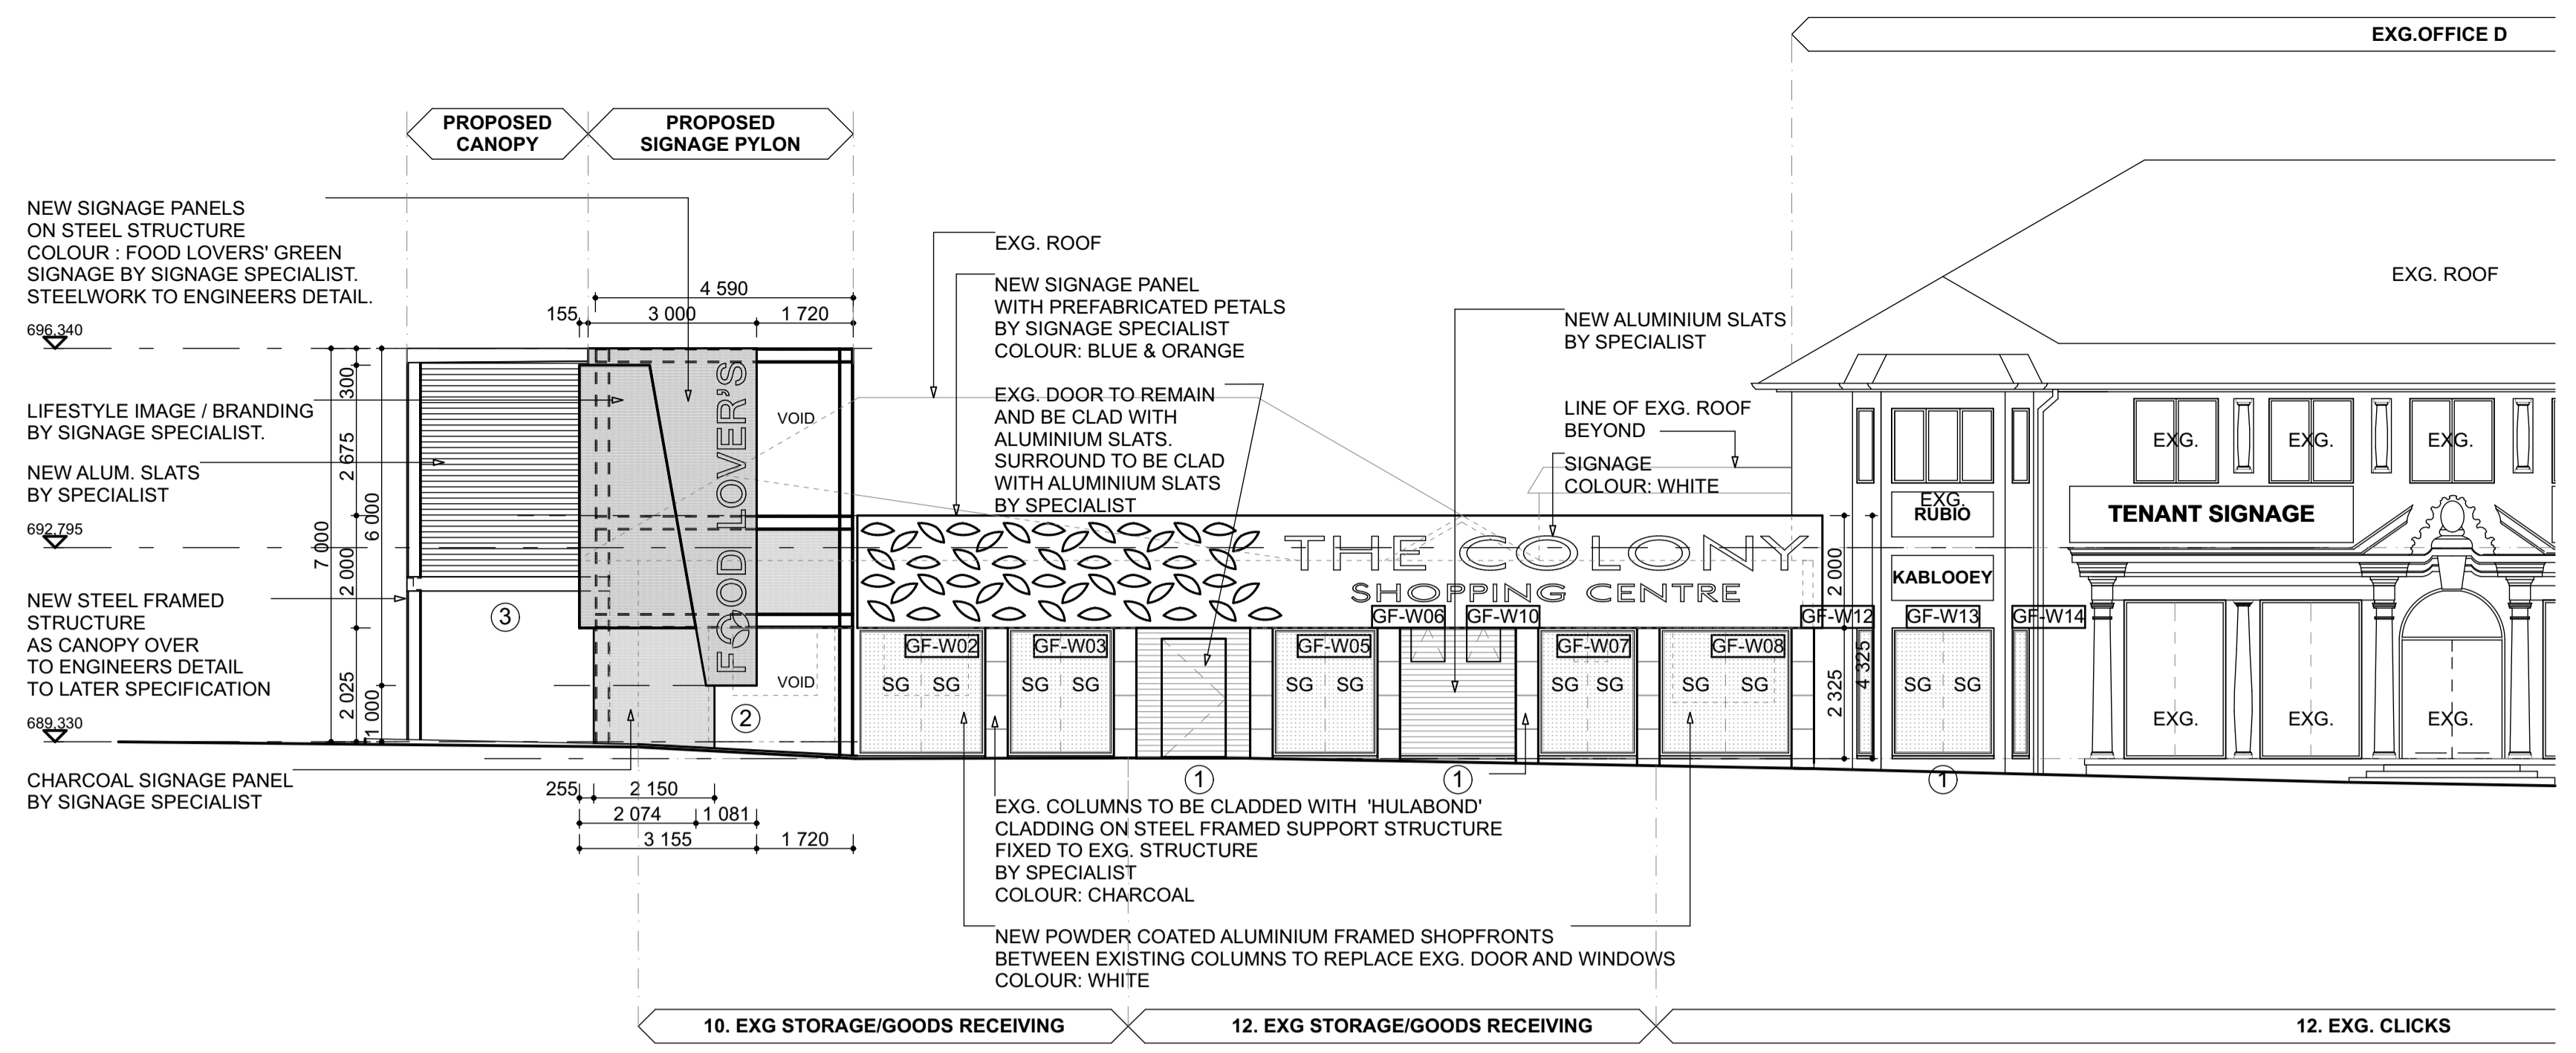 EXG.OFFICE D
PROPOSED
CANOPY
PROPOSED
SIGNAGE PYLON
NEW SIGNAGE PANELS
ON STEEL STRUCTURE
COLOUR : FOOD LOVERS' GREEN
SIGNAGE BY SIGNAGE SPECIALIST.
STEELWORK TO ENGINEERS DETAIL.
696.340
LIFESTYLE IMAGE / BRANDING
BY SIGNAGE SPECIALIST.
NEW ALUM. SLATS
BY SPECIALIST
692.795
NEW STEEL FRAMED
STRUCTURE
AS CANOPY OVER
TO ENGINEERS DETAIL
TO LATER SPECIFICATION
689.330
CHARCOAL SIGNAGE PANEL
BY SIGNAGE SPECIALIST
7 000
300
2 675
2 000
2 025
6 000
1 000
4 590
155
3 000
1 720
FOOD LOVER'S
VOID
VOID
3
2
255
2 150
2 074
1 081
3 155
1 720
EXG. ROOF
NEW SIGNAGE PANEL
WITH PREFABRICATED PETALS
BY SIGNAGE SPECIALIST
COLOUR: BLUE & ORANGE
EXG. DOOR TO REMAIN
AND BE CLAD WITH
ALUMINIUM SLATS.
SURROUND TO BE CLAD
WITH ALUMINIUM SLATS
BY SPECIALIST
NEW ALUMINIUM SLATS
BY SPECIALIST
LINE OF EXG. ROOF
BEYOND
SIGNAGE
COLOUR: WHITE
THE COLONY
SHOPPING CENTRE
GF-W06
GF-W10
GF-W12
GF-W13
GF-W14
GF-W02
GF-W03
GF-W05
GF-W07
GF-W08
SG SG
SG SG
SG SG
SG SG
SG SG
SG SG
2 000
2 325
4 325
EXG. ROOF
EXG.
RUBIO
KABLOOEY
EXG.
EXG.
EXG.
TENANT SIGNAGE
EXG.
EXG.
EXG.
1
1
1
EXG. COLUMNS TO BE CLADDED WITH 'HULABOND'
CLADDING ON STEEL FRAMED SUPPORT STRUCTURE
FIXED TO EXG. STRUCTURE
BY SPECIALIST
COLOUR: CHARCOAL
NEW POWDER COATED ALUMINIUM FRAMED SHOPFRONTS
BETWEEN EXISTING COLUMNS TO REPLACE EXG. DOOR AND WINDOWS
COLOUR: WHITE
10. EXG STORAGE/GOODS RECEIVING
12. EXG STORAGE/GOODS RECEIVING
12. EXG. CLICKS